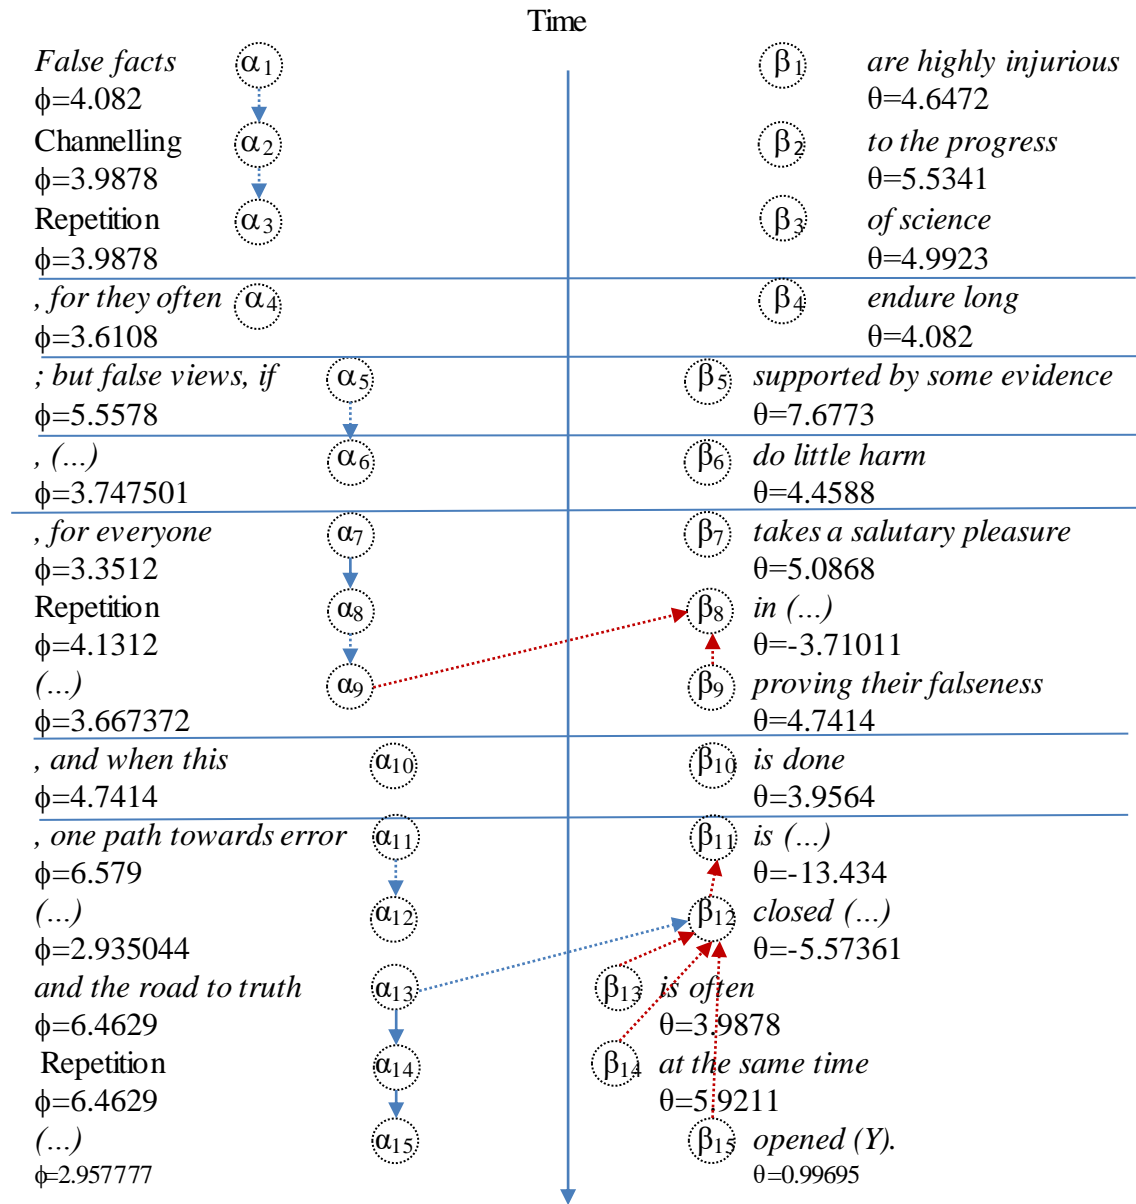 Time
False facts α1 β1 are highly injurious
ϕ=4.082 θ=4.6472
Channelling α2 β2 to the progress
ϕ=3.9878 θ=5.5341
Repetition α3 β3 of science
ϕ=3.9878 θ=4.9923
, for they often α4 β4 endure long
ϕ=3.6108 θ=4.082
; but false views, if α5 β5 supported by some evidence
ϕ=5.5578 θ=7.6773
, (...) α6 β6 do little harm
ϕ=3.747501 θ=4.4588
, for everyone α7 β7 takes a salutary pleasure
ϕ=3.3512 θ=5.0868
Repetition α8 β8 in (...)
ϕ=4.1312 θ=-3.71011
(...) α9 β9 proving their falseness
ϕ=3.667372 θ=4.7414
, and when this α10 β10 is done
ϕ=4.7414 θ=3.9564
, one path towards error α11 β11 is (...)
ϕ=6.579 θ=-13.434
(...) α12 β12 closed (...)
ϕ=2.935044 θ=-5.57361
and the road to truth α13 β13 is often
ϕ=6.4629 θ=3.9878
Repetition α14 β14 at the same time
ϕ=6.4629 θ=5.9211
(...) α15 β15 opened (Y).
ϕ=2.957777 θ=0.99695